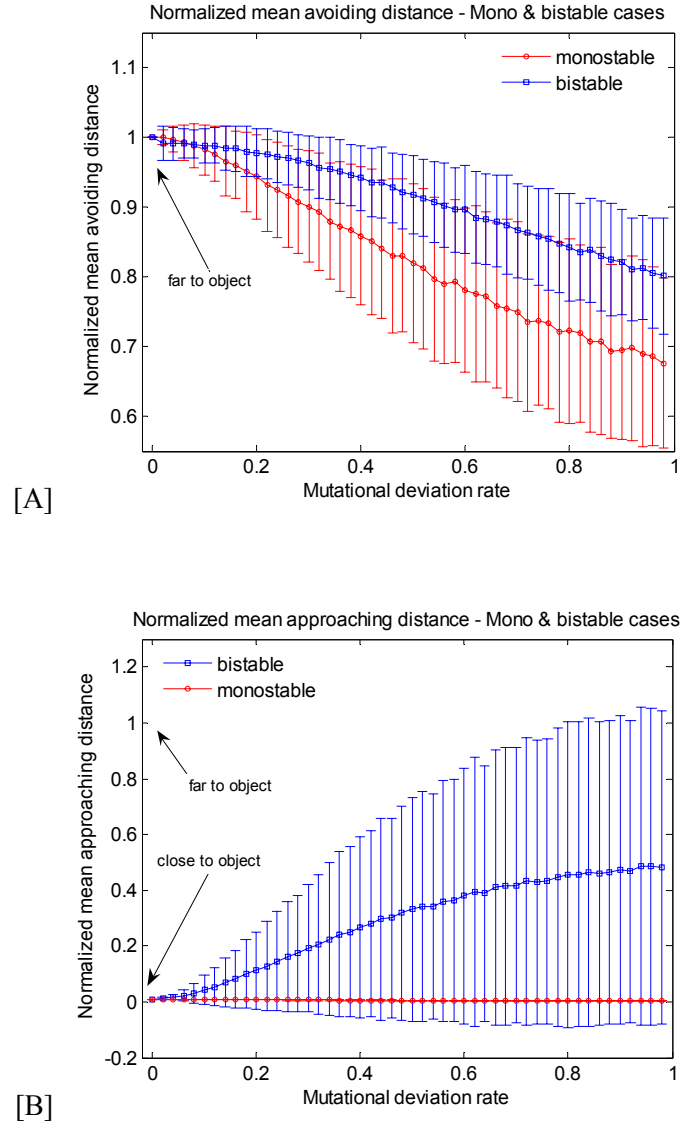 Normalized mean avoiding distance - Mono & bistable cases
monostable
bistable
1.1
1
0.9
0.8
0.7
0.6
Normalized mean avoiding distance
far to object
0 0.2 0.4 0.6 0.8 1
Mutational deviation rate
[A]
Normalized mean approaching distance - Mono & bistable cases
bistable
monostable
1.2
1
0.8
0.6
0.4
0.2
0
-0.2
Normalized mean approaching distance
far to object
close to object
0 0.2 0.4 0.6 0.8 1
Mutational deviation rate
[B]